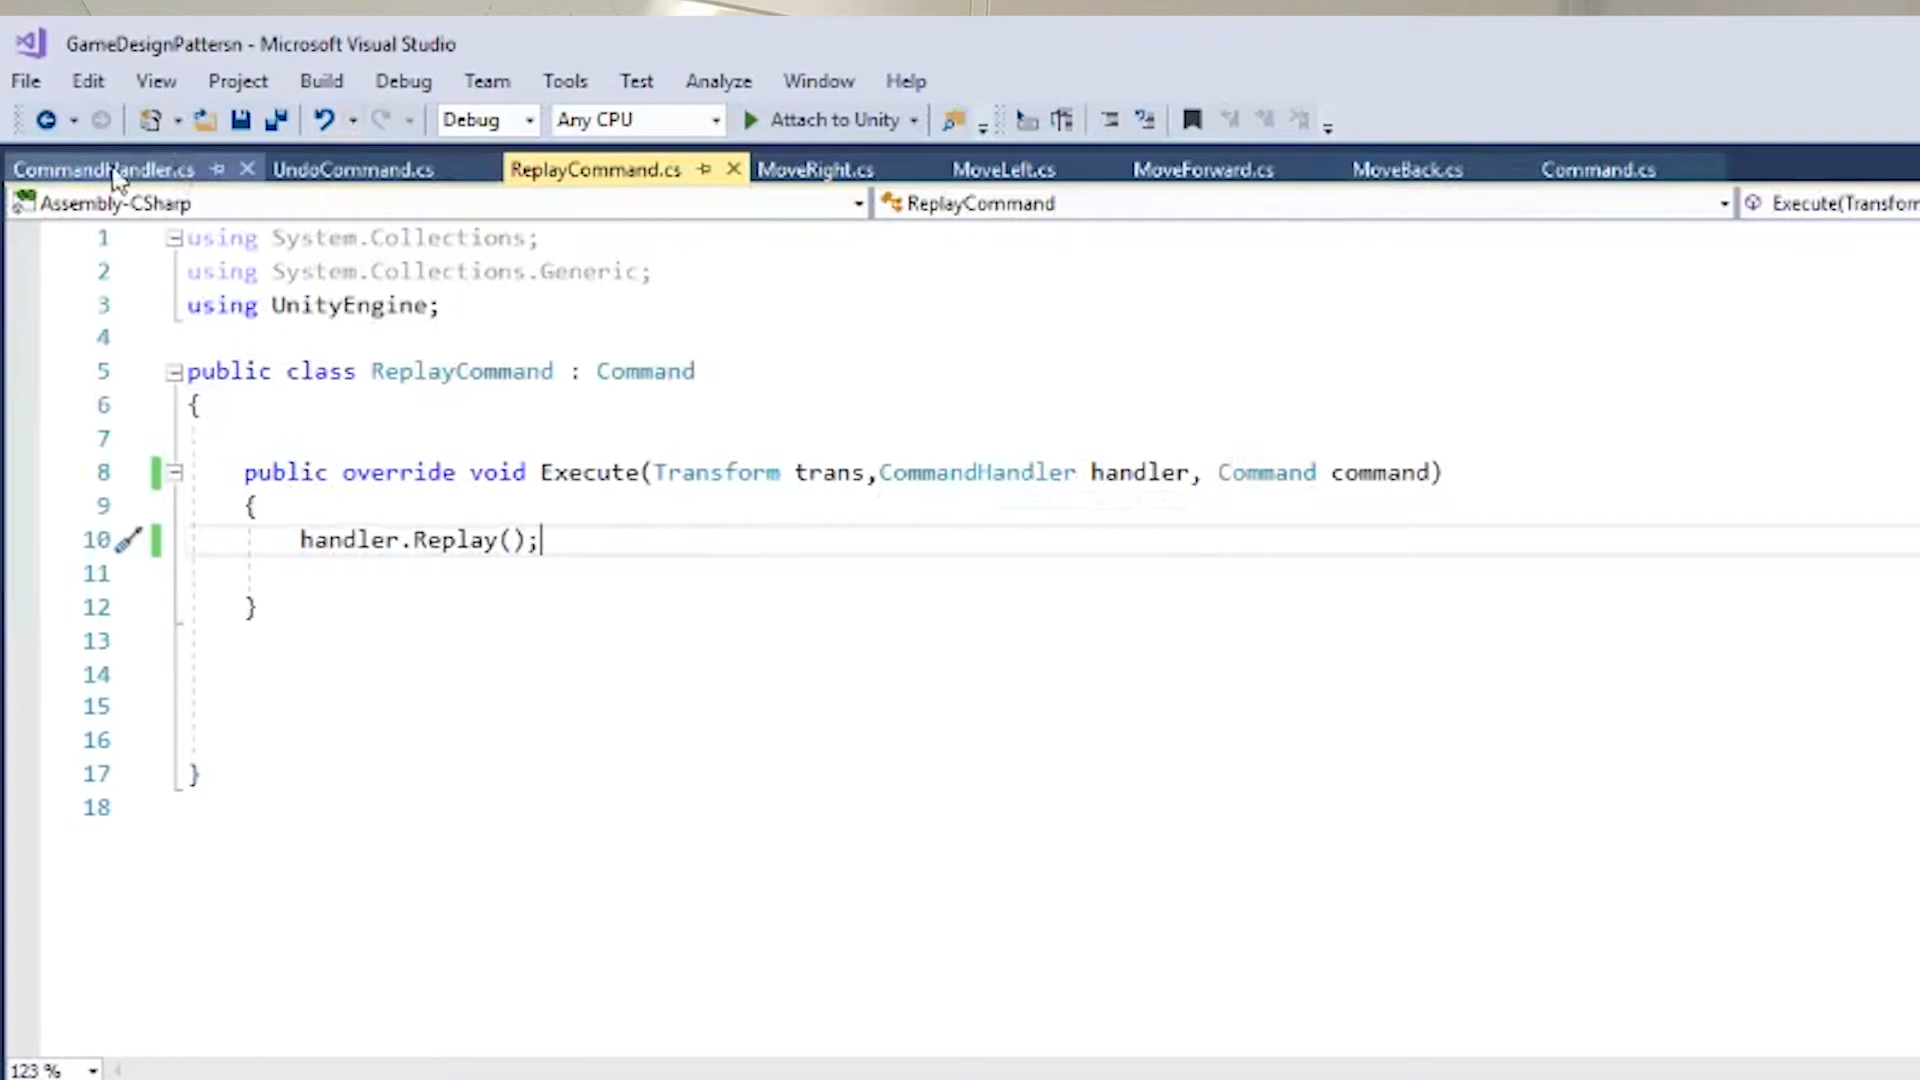 GameDesignPattersn - Microsoft Visual Studio
File Edit View Project Build Debug Team Tools Test Analyze Window Help
Debug Any CPU Attach to Unity
CommandHandler.cs UndoCommand.cs ReplayCommand.cs MoveRight.cs MoveLeft.cs MoveForward.cs MoveBack.cs Command.cs
Assembly-CSharp ReplayCommand Execute(Transform
1 using System.Collections;
2 using System.Collections.Generic;
3 using UnityEngine;
4
5 public class ReplayCommand : Command
6 {
7
8 public override void Execute(Transform trans,CommandHandler handler, Command command)
9 {
10 handler.Replay();
11
12 }
13
14
15
16
17 }
18
123 %